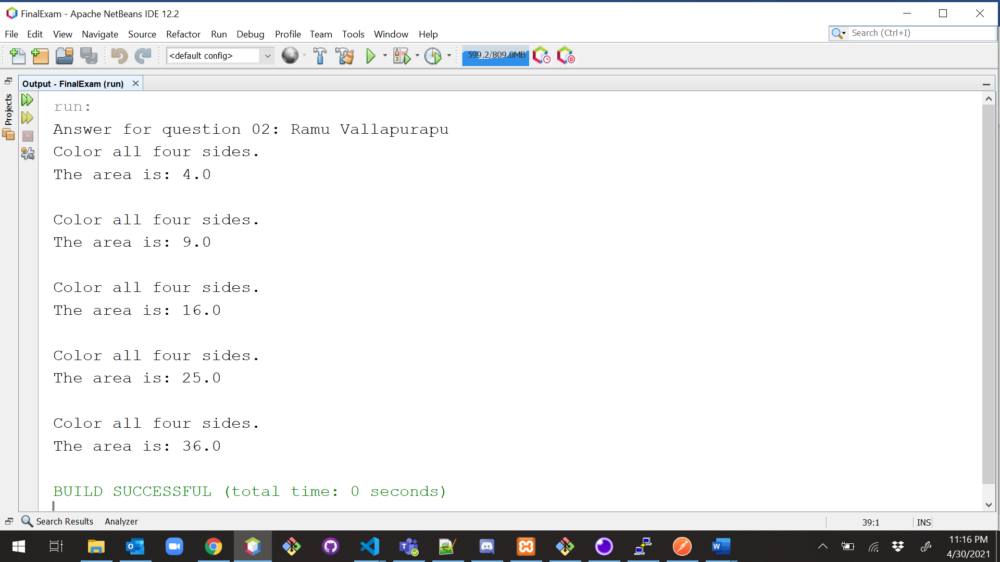 FinalExam - Apache NetBeans IDE 12.2
File Edit View Navigate Source Refactor Run Debug Profile Team Tools Window Help
Search (Ctrl+I)
<default config>
599.2/809.0MB
Output - FinalExam (run)
Projects
run:
Answer for question 02: Ramu Vallapurapu
Color all four sides.
The area is: 4.0
Color all four sides.
The area is: 9.0
Color all four sides.
The area is: 16.0
Color all four sides.
The area is: 25.0
Color all four sides.
The area is: 36.0
BUILD SUCCESSFUL (total time: 0 seconds)
Search Results Analyzer
39:1 INS
11:16 PM
4/30/2021